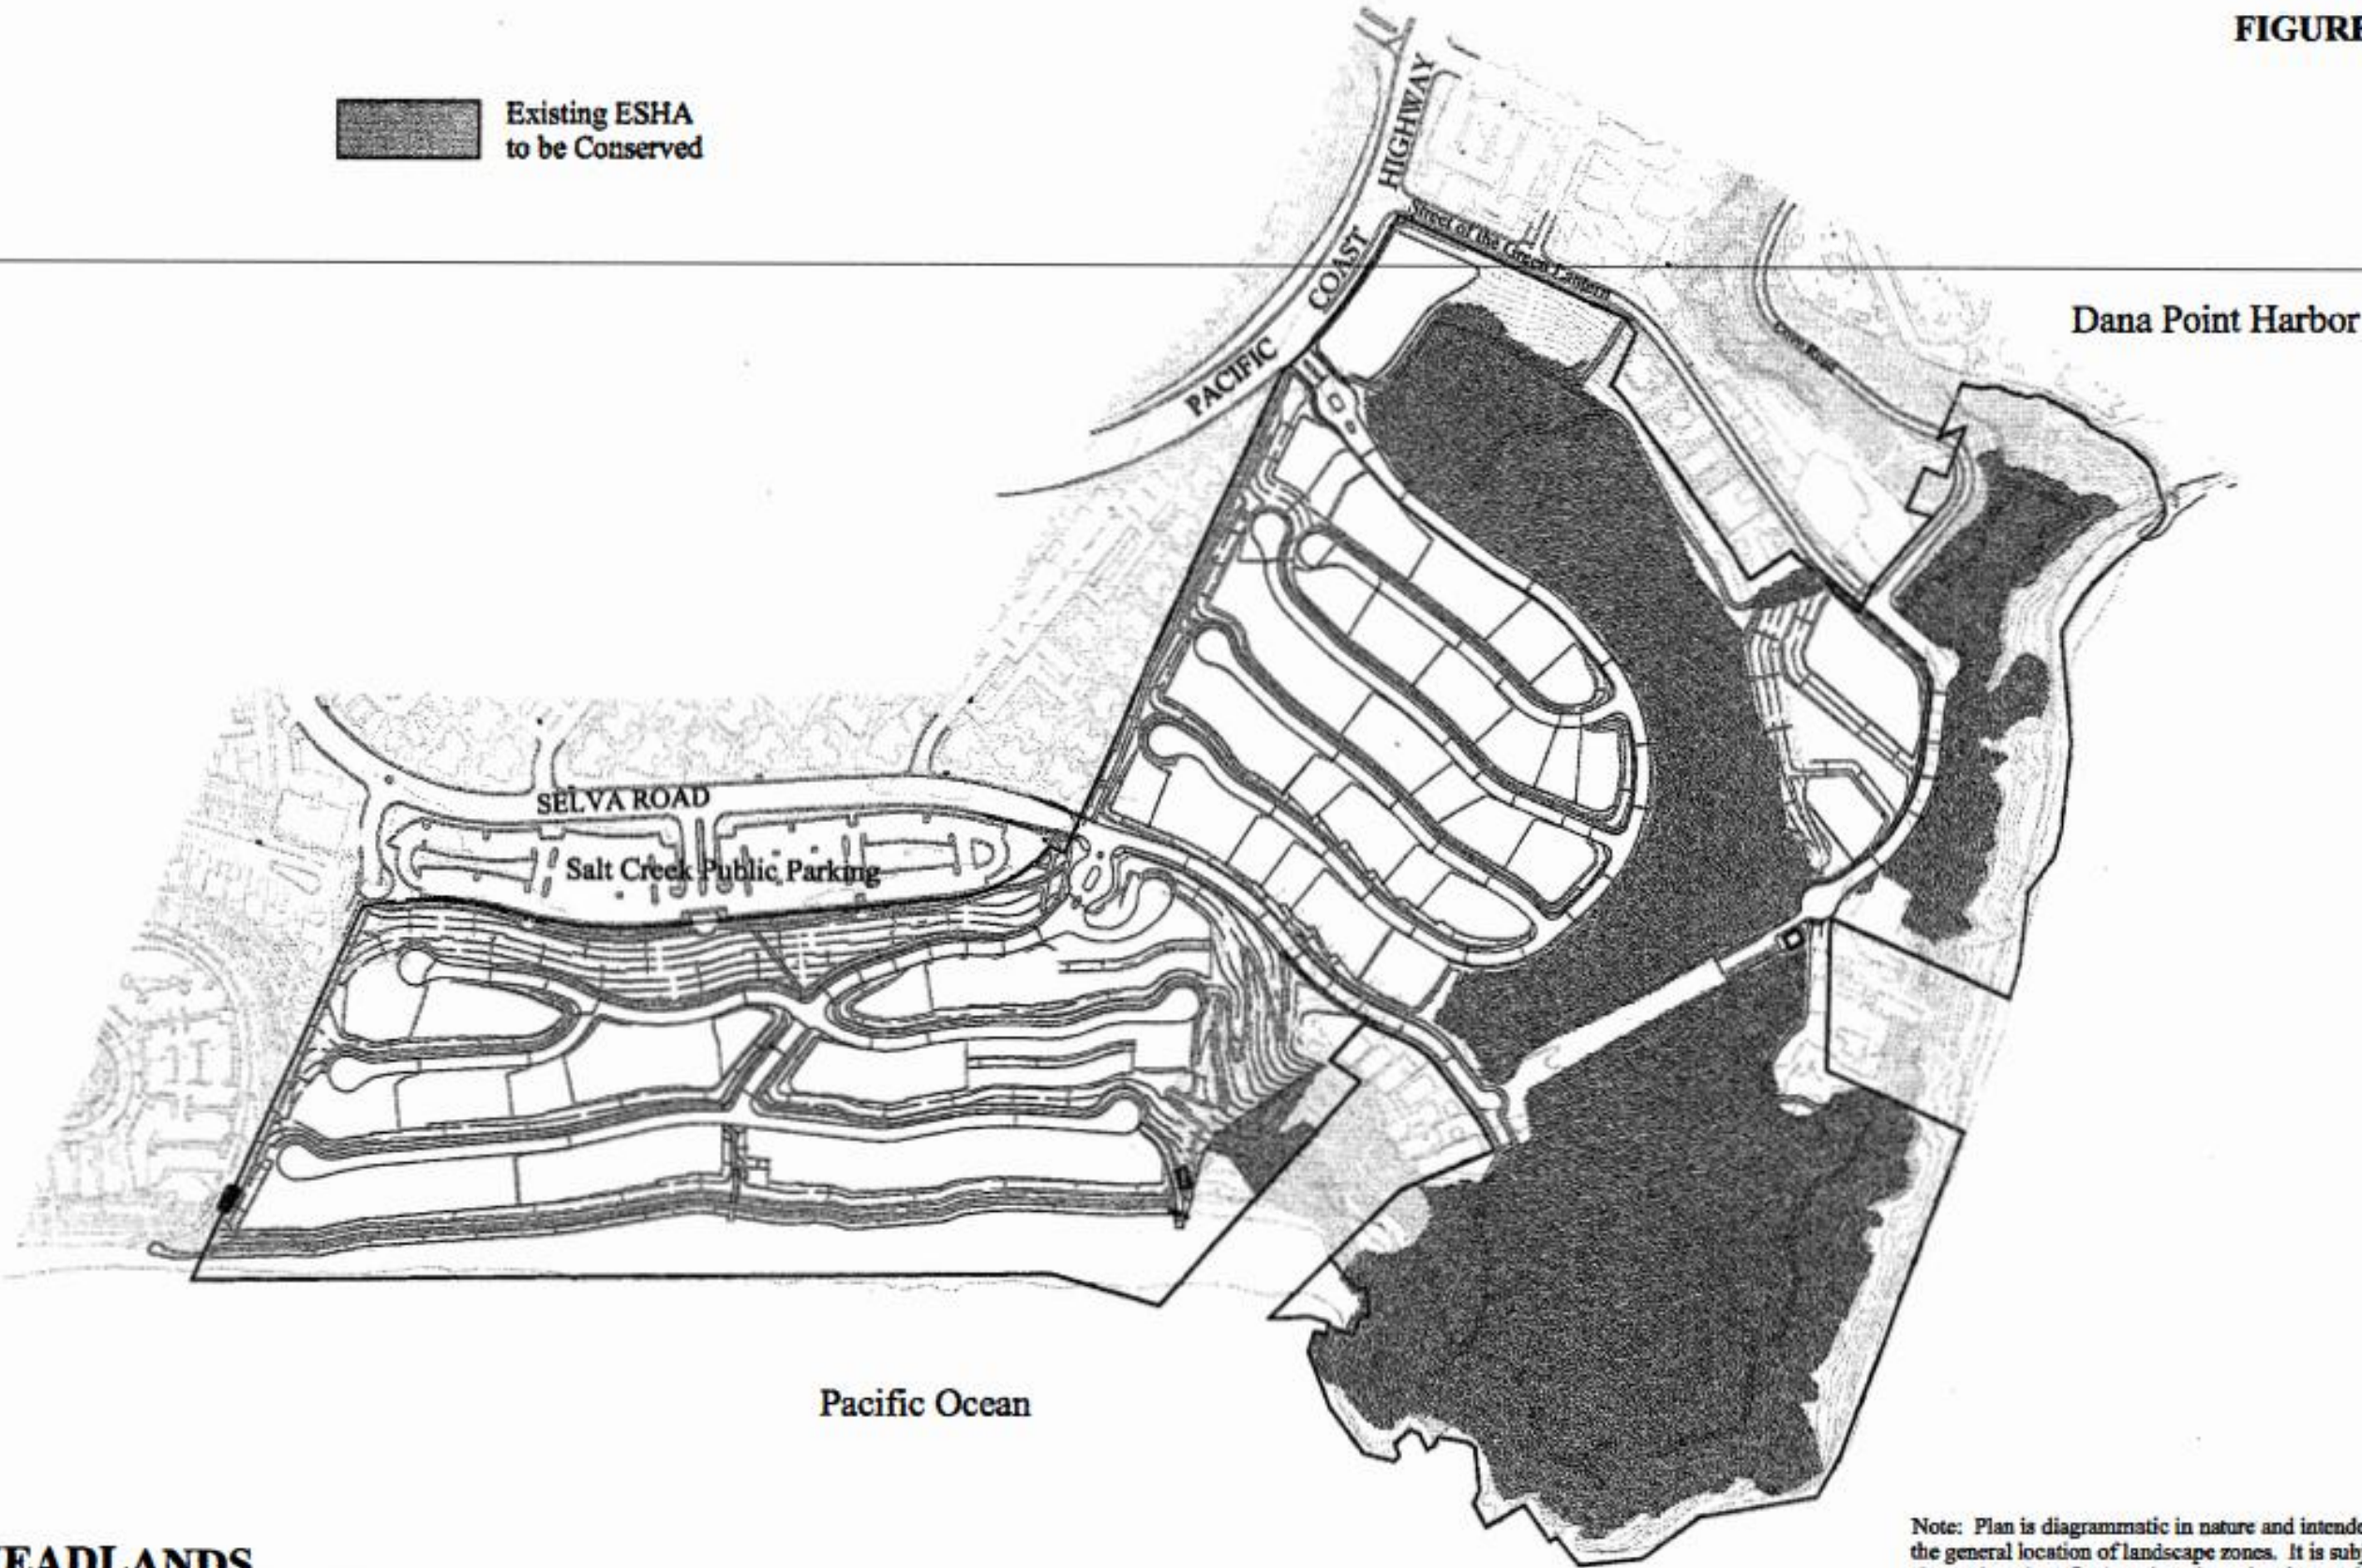 FIGURE
Existing ESHA
to be Conserved
HIGHWAY
COAST
PACIFIC
Street of the Green Lantern
Dana Point Harbor
SELVA ROAD
Salt Creek Public Parking
Pacific Ocean
HEADLANDS
Note: Plan is diagrammatic in nature and intende
the general location of landscape zones. It is sub